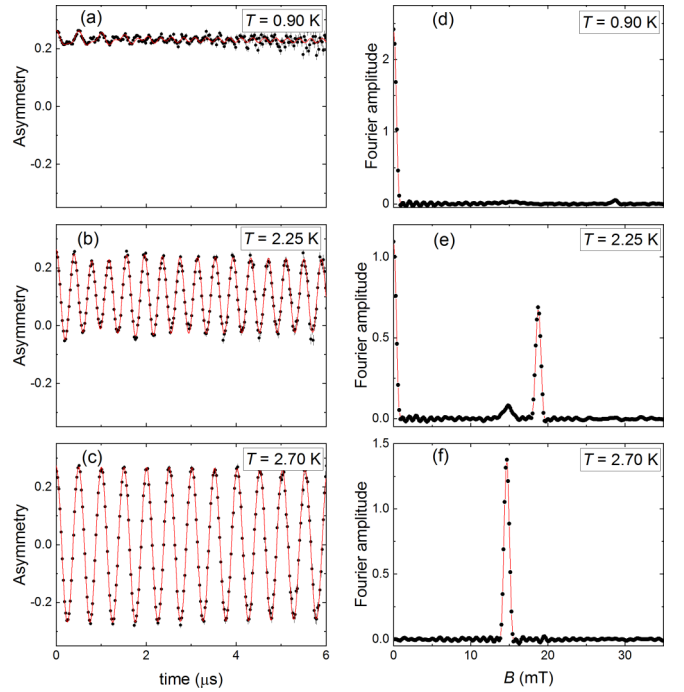 (a)
T = 0.90 K
0.2
0.0
-0.2
Asymmetry
(d)
T = 0.90 K
2
1
0
Fourier amplitude
(b)
T = 2.25 K
0.2
0.0
-0.2
Asymmetry
(e)
T = 2.25 K
1.0
0.5
0.0
Fourier amplitude
(c)
T = 2.70 K
0.2
0.0
-0.2
Asymmetry
0 2 4 6
time (μs)
(f)
T = 2.70 K
1.5
1.0
0.5
0.0
Fourier amplitude
0 10 20 30
B (mT)